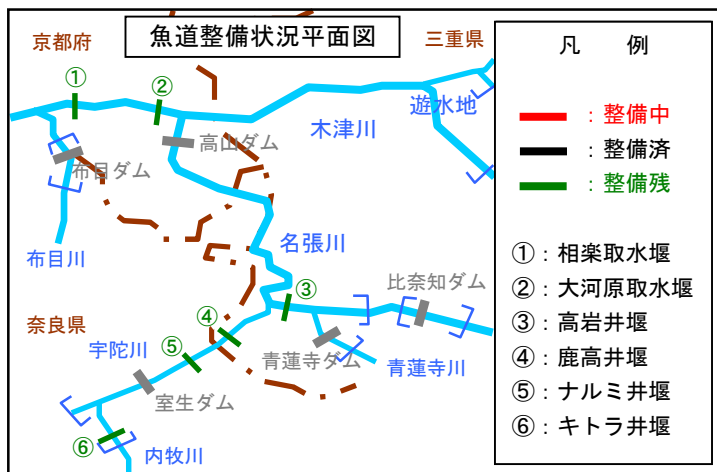 魚道整備状況平面図
京都府
三重県
①
②
遊水地
木津川
高山ダム
布目ダム
名張川
布目川
比奈知ダム
③
奈良県
④
宇陀川
⑤
青蓮寺ダム
青蓮寺川
室生ダム
⑥
内牧川
凡 例
：整備中
：整備済
：整備残
①：相楽取水堰
②：大河原取水堰
③：高岩井堰
④：鹿高井堰
⑤：ナルミ井堰
⑥：キトラ井堰